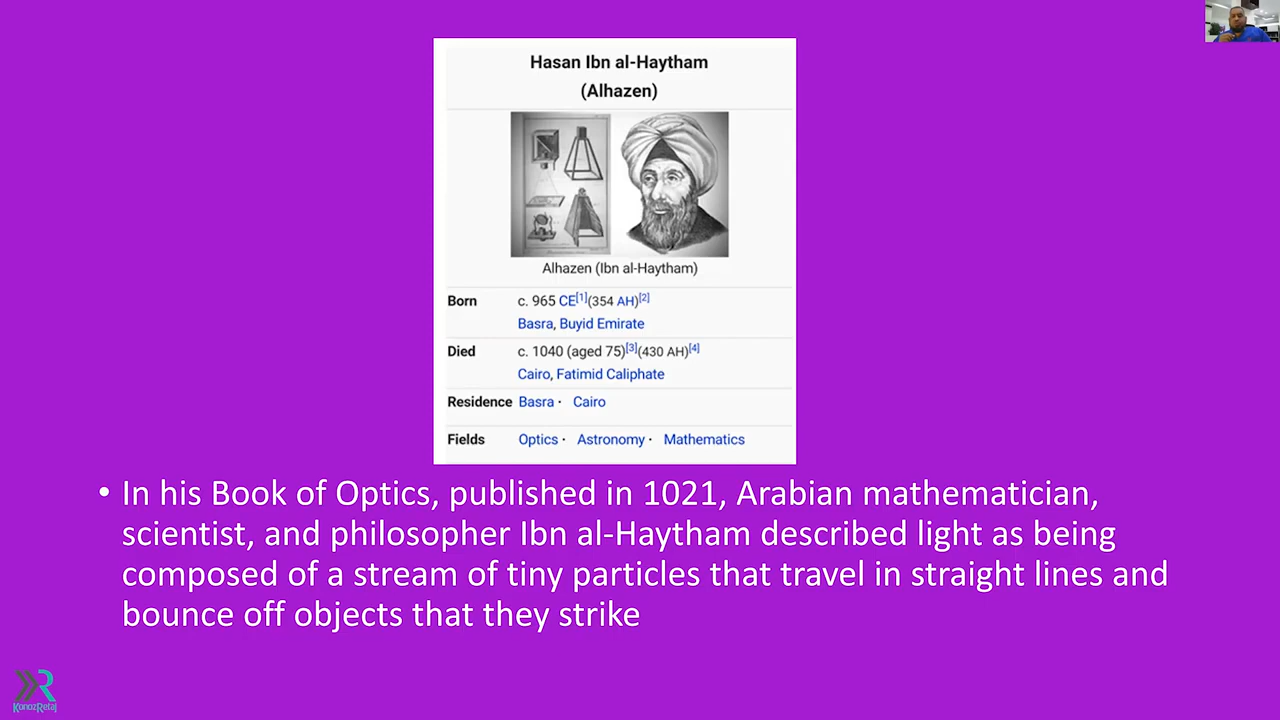 Hasan Ibn al-Haytham
(Alhazen)
Alhazen (Ibn al-Haytham)
Born c. 965 CE[1](354 AH)[2]
Basra, Buyid Emirate
Died c. 1040 (aged 75)[3](430 AH)[4]
Cairo, Fatimid Caliphate
Residence Basra · Cairo
Fields Optics · Astronomy · Mathematics
• In his Book of Optics, published in 1021, Arabian mathematician,
scientist, and philosopher Ibn al-Haytham described light as being
composed of a stream of tiny particles that travel in straight lines and
bounce off objects that they strike
KonozRetaj